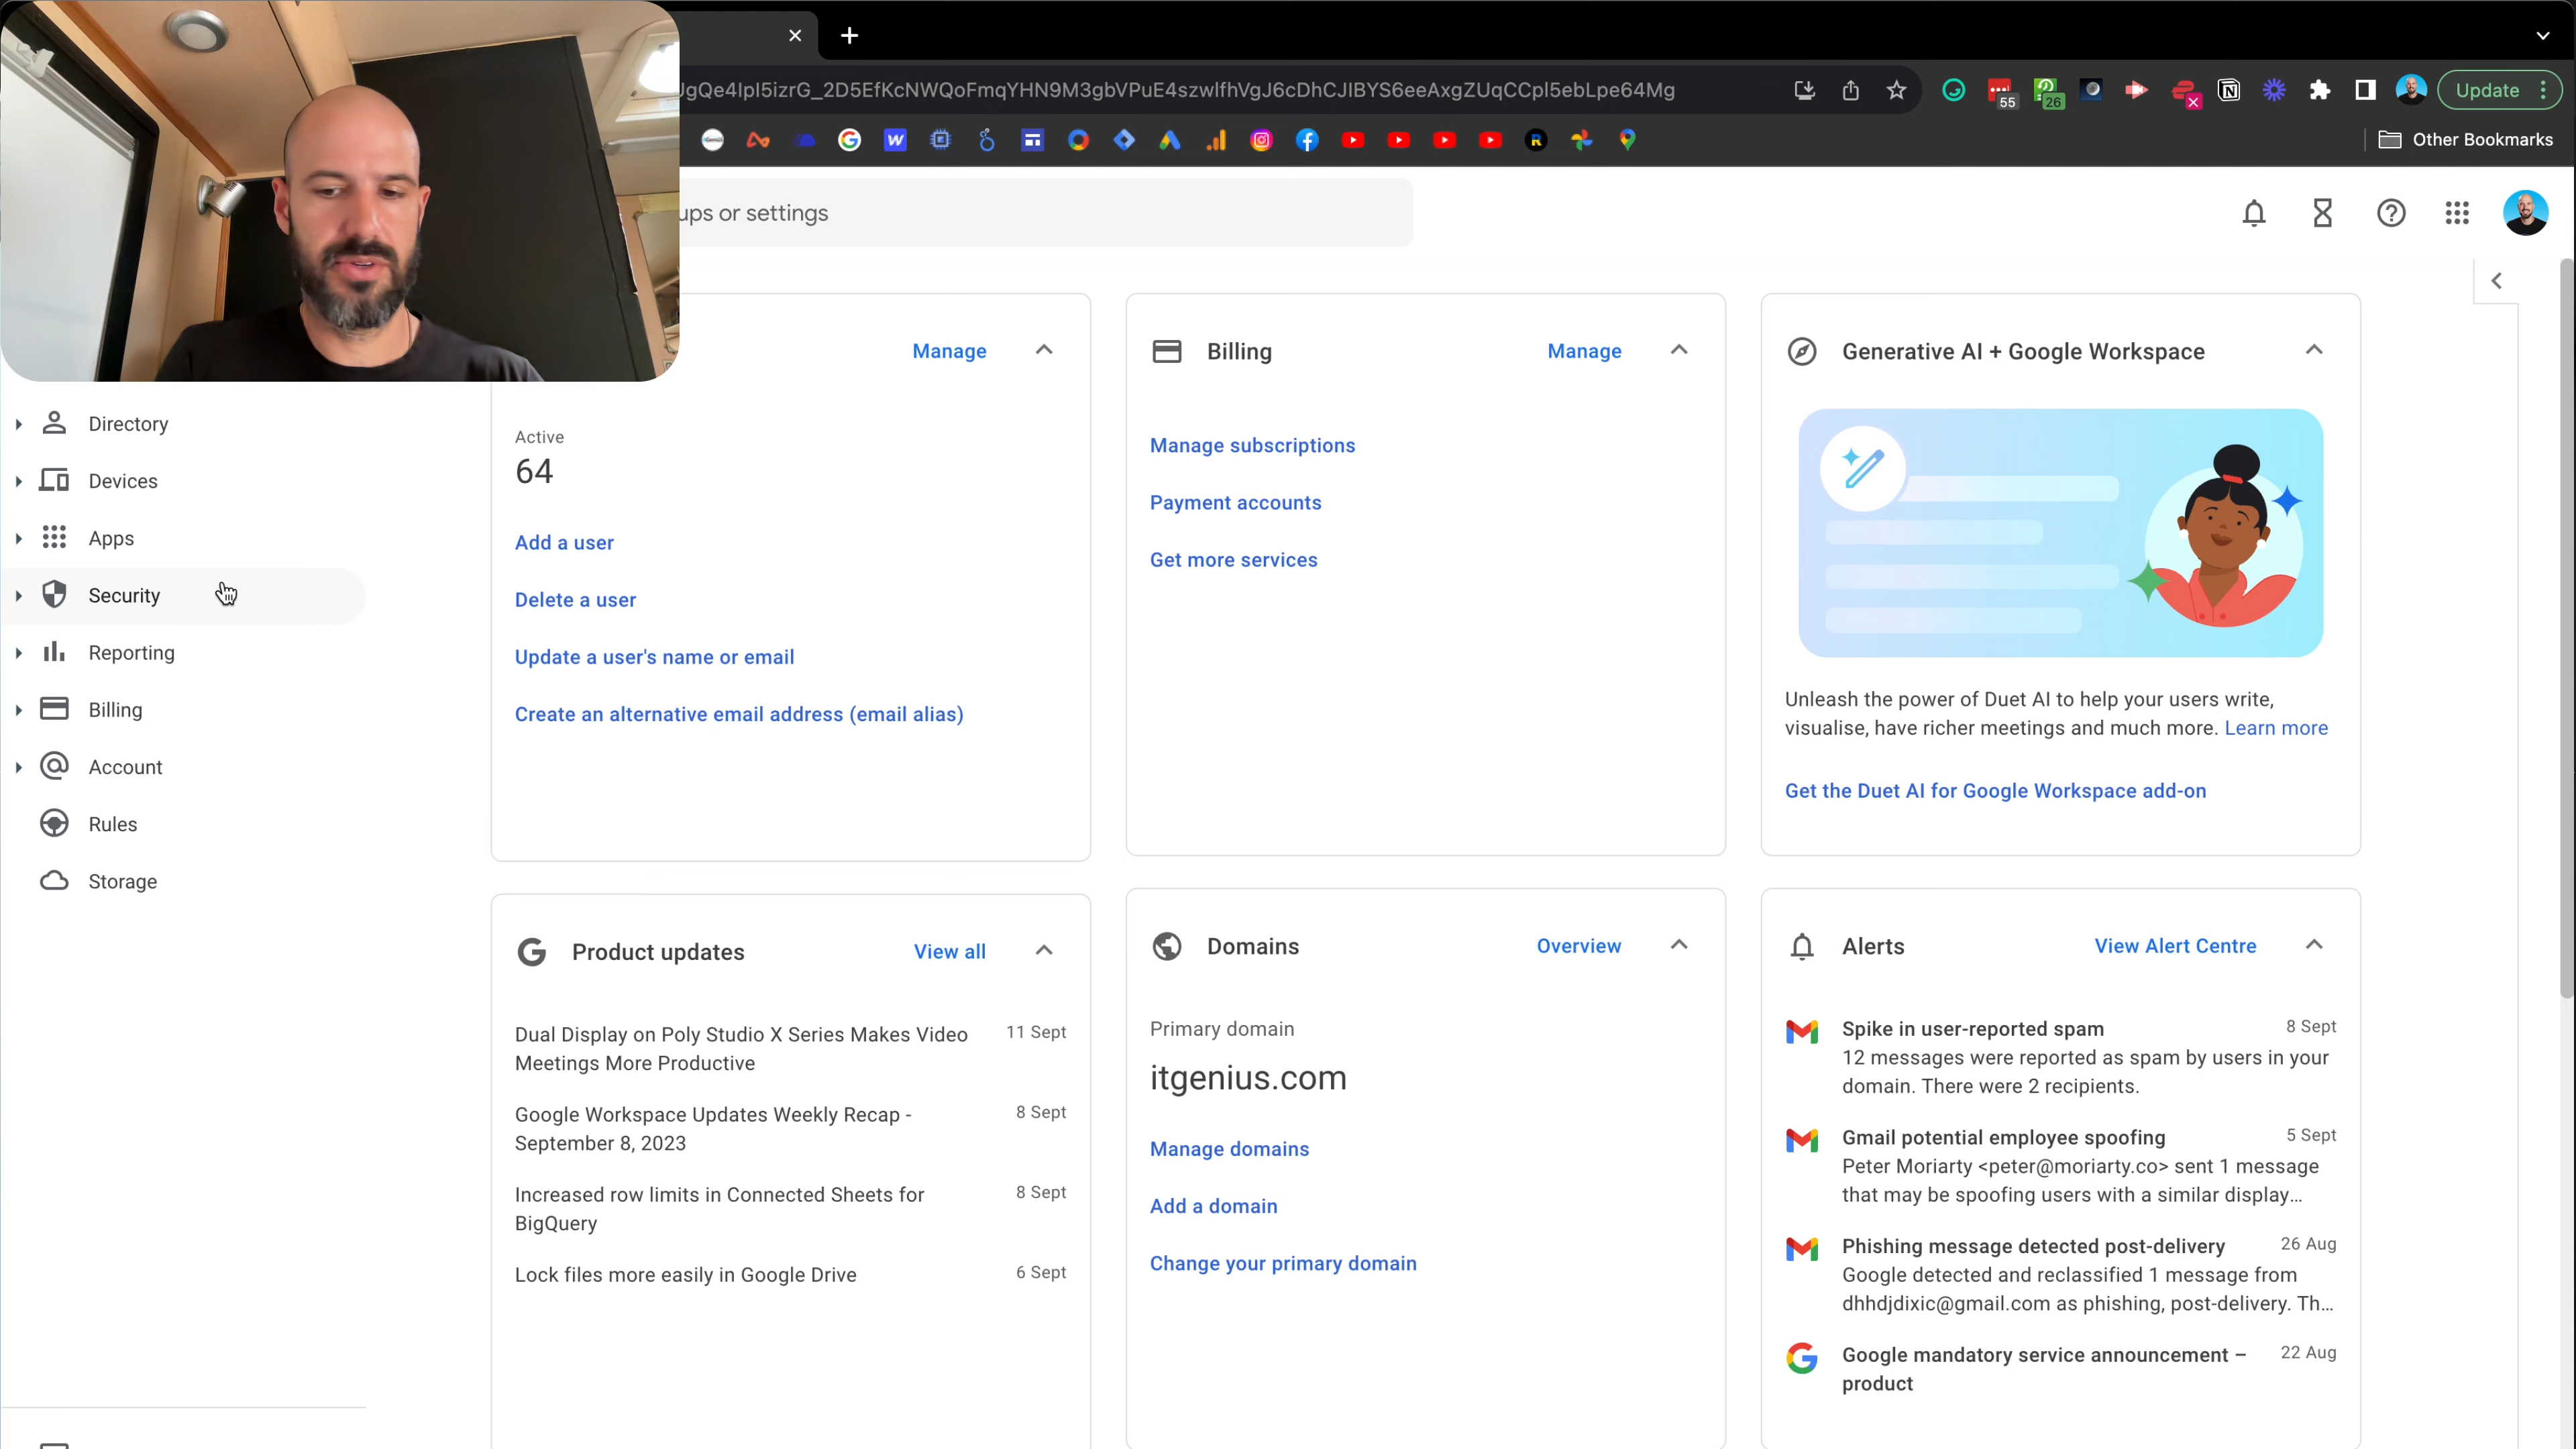 55
26
Update
W
R
Other Bookmarks
ups or settings
Directory
Devices
Apps
Security
Reporting
Billing
Account
Rules
Storage
Manage
Active
64
Add a user
Delete a user
Update a user's name or email
Create an alternative email address (email alias)
Billing
Manage
Manage subscriptions
Payment accounts
Get more services
Generative AI + Google Workspace
Unleash the power of Duet AI to help your users write,
visualise, have richer meetings and much more. Learn more
Get the Duet AI for Google Workspace add-on
Product updates
View all
Dual Display on Poly Studio X Series Makes Video
Meetings More Productive
11 Sept
Google Workspace Updates Weekly Recap -
September 8, 2023
8 Sept
Increased row limits in Connected Sheets for
BigQuery
8 Sept
Lock files more easily in Google Drive
6 Sept
Domains
Overview
Primary domain
itgenius.com
Manage domains
Add a domain
Change your primary domain
Alerts
View Alert Centre
Spike in user-reported spam
8 Sept
12 messages were reported as spam by users in your
domain. There were 2 recipients.
Gmail potential employee spoofing
5 Sept
Peter Moriarty <peter@moriarty.co> sent 1 message
that may be spoofing users with a similar display...
Phishing message detected post-delivery
26 Aug
Google detected and reclassified 1 message from
dhhdjdixic@gmail.com as phishing, post-delivery. Th...
Google mandatory service announcement –
product
22 Aug